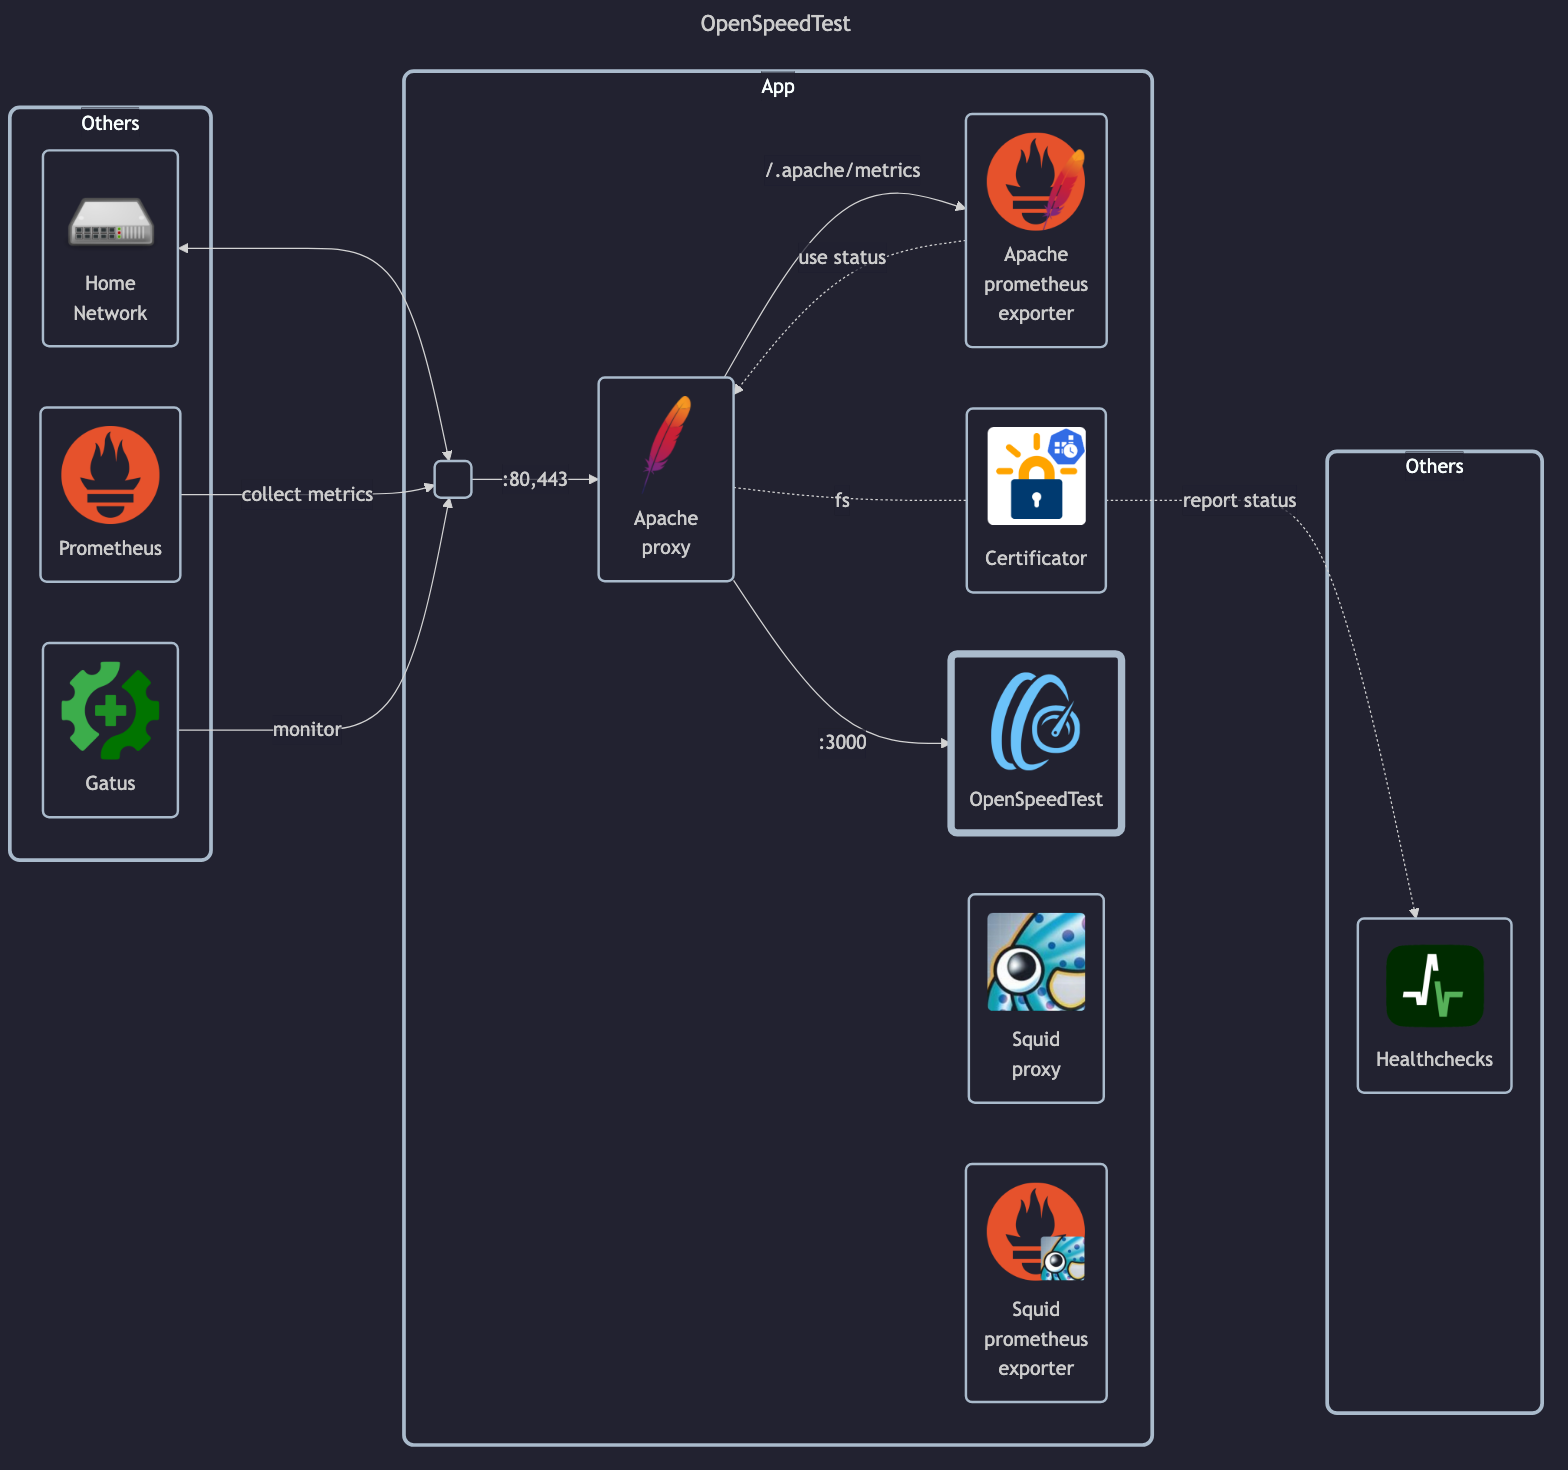 OpenSpeedTest
App
Others
Home
Network
Prometheus
Gatus
collect metrics
monitor
:80,443
Apache
proxy
/.apache/metrics
use status
fs
:3000
Apache
prometheus
exporter
Certificator
OpenSpeedTest
Squid
proxy
Squid
prometheus
exporter
report status
Others
Healthchecks